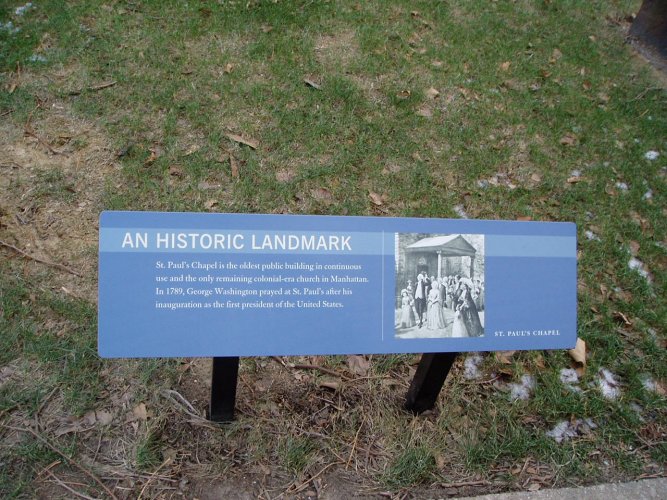 AN HISTORIC LANDMARK
St. Paul's Chapel is the oldest public building in continuous
use and the only remaining colonial-era church in Manhattan.
In 1789, George Washington prayed at St. Paul's after his
inauguration as the first president of the United States.
ST. PAUL'S CHAPEL